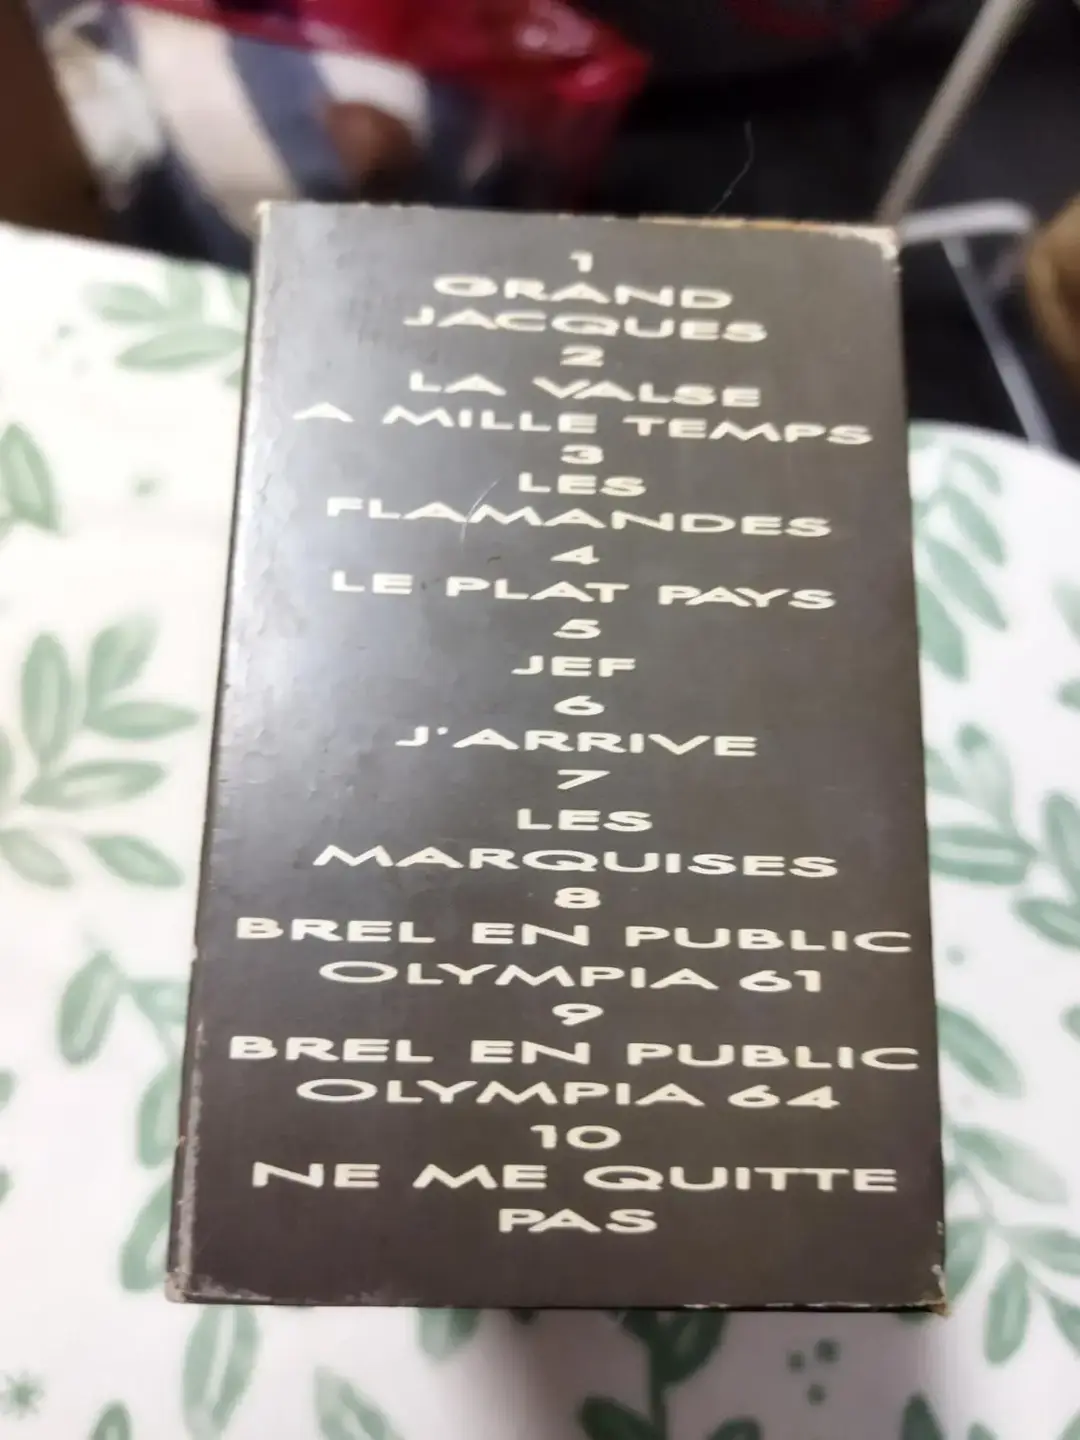 1
GRAND
JACQUES
2
LA VALSE
A MILLE TEMPS
3
LES
FLAMANDES
4
LE PLAT PAYS
5
JEF
6
J'ARRIVE
7
LES
MARQUISES
8
BREL EN PUBLIC
OLYMPIA 61
9
BREL EN PUBLIC
OLYMPIA 64
10
NE ME QUITTE
PAS